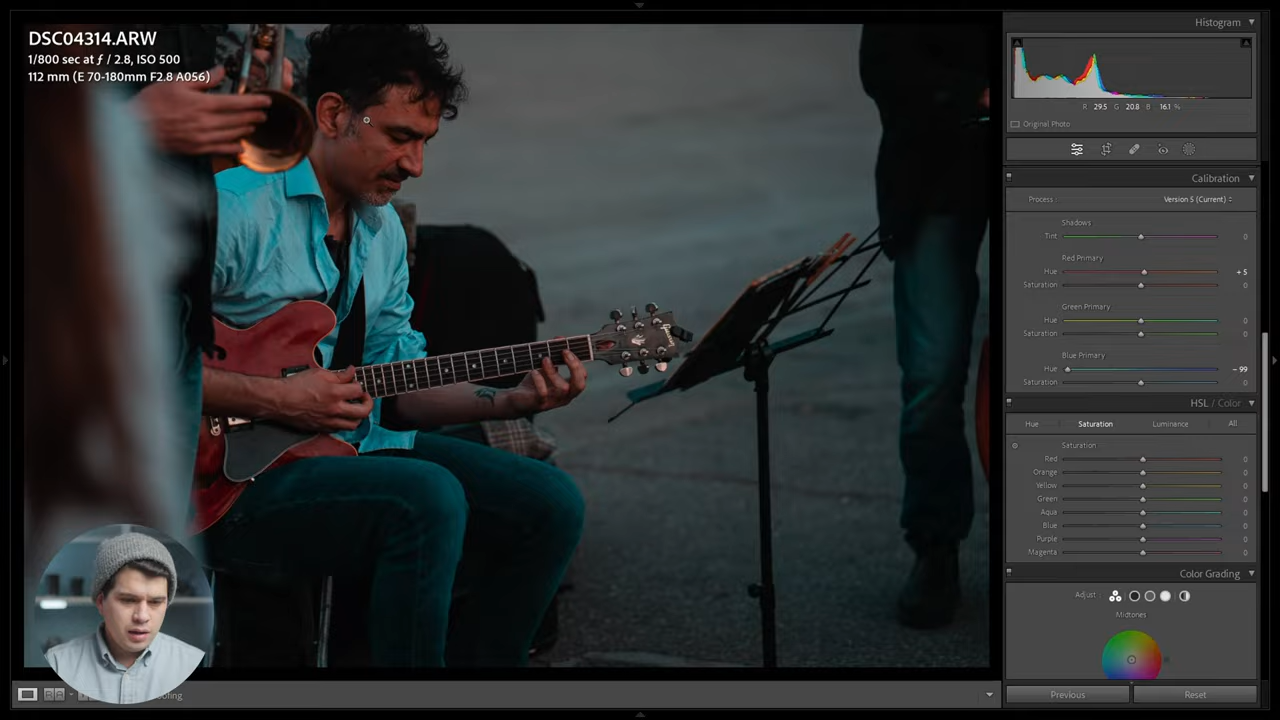 DSC04314.ARW
1/800 sec at ƒ / 2.8, ISO 500
112 mm (E 70-180mm F2.8 A056)
Histogram
R 29.5 G 20.8 B 16.1 %
Original Photo
Calibration
Process : Version 5 (Current)
Shadows
Tint 0
Red Primary
Hue + 5
Saturation 0
Green Primary
Hue 0
Saturation 0
Blue Primary
Hue - 99
Saturation 0
HSL / Color
Hue Saturation Luminance All
Saturation
Red 0
Orange 0
Yellow 0
Green 0
Aqua 0
Blue 0
Purple 0
Magenta 0
Color Grading
Adjust
Midtones
Previous Reset
Gibson